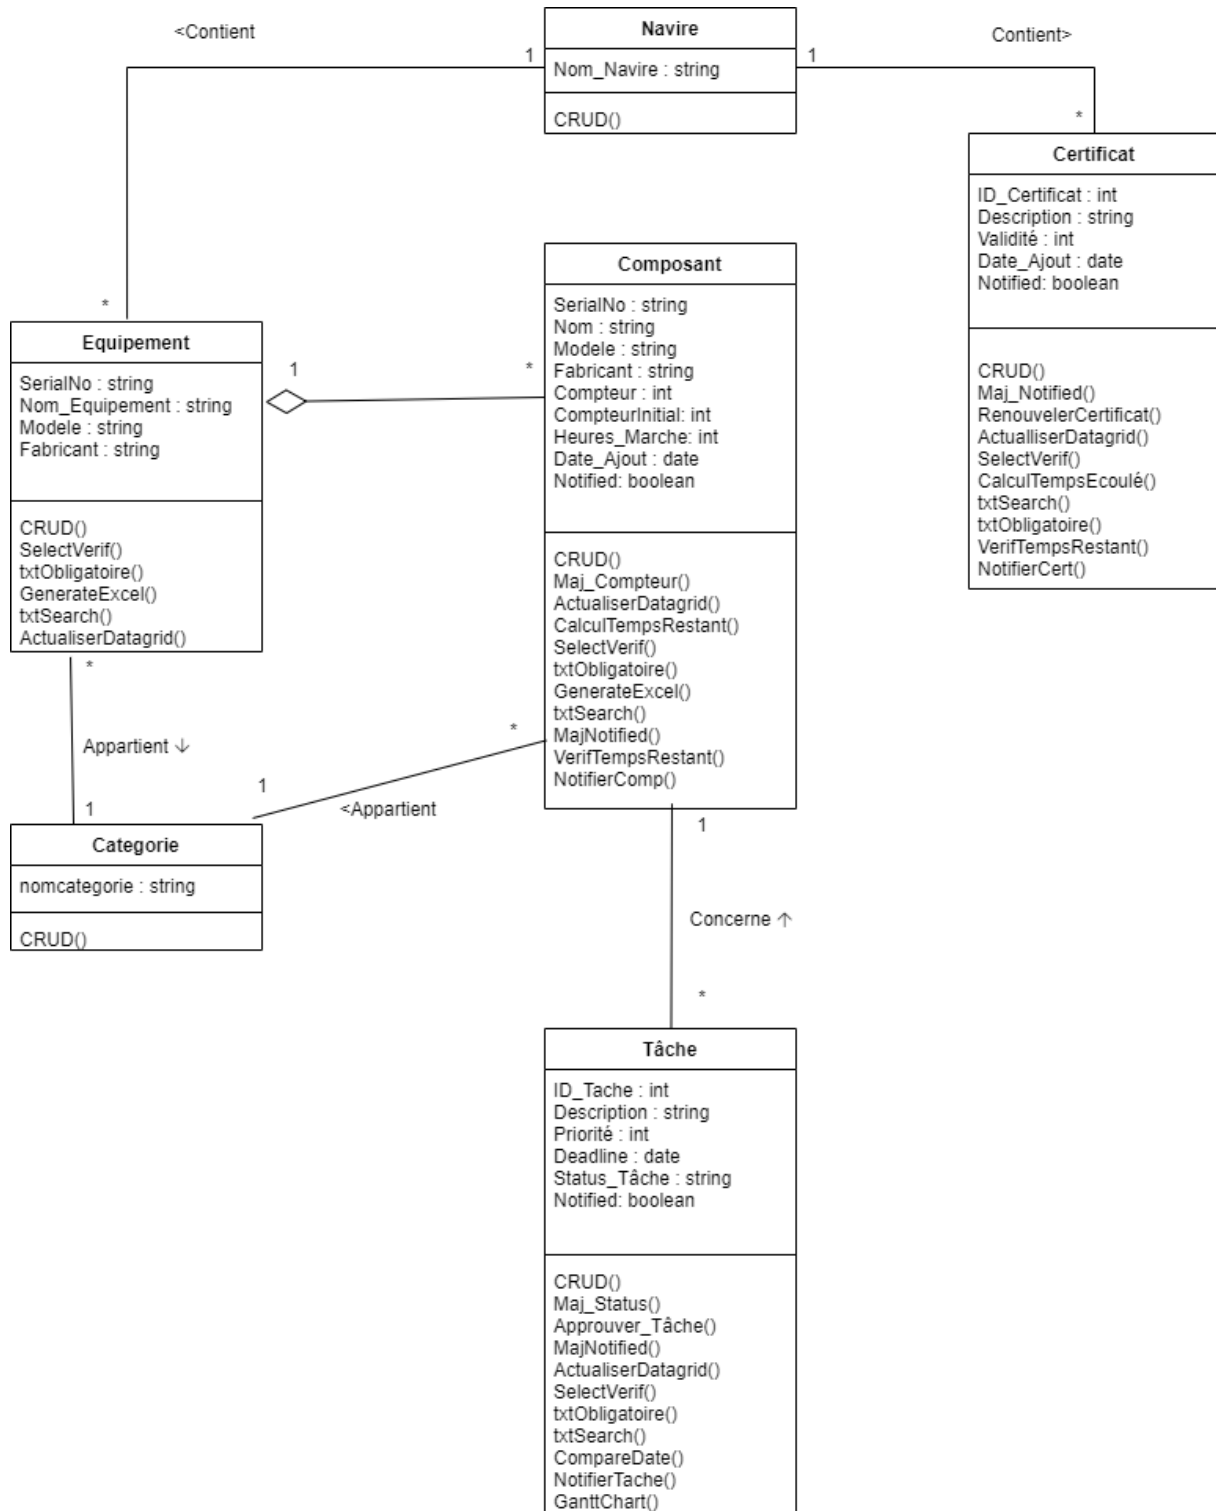 <Contient
Navire
Contient>
1
1
Nom_Navire : string
CRUD()
*
*
Certificat
ID_Certificat : int
Description : string
Validité : int
Date_Ajout : date
Notified: boolean
CRUD()
Maj_Notified()
RenouvelerCertificat()
ActualliserDatagrid()
SelectVerif()
CalculTempsEcoulé()
txtSearch()
txtObligatoire()
VerifTempsRestant()
NotifierCert()
Equipement
SerialNo : string
Nom_Equipement : string
Modele : string
Fabricant : string
CRUD()
SelectVerif()
txtObligatoire()
GenerateExcel()
txtSearch()
ActualiserDatagrid()
1
*
Composant
SerialNo : string
Nom : string
Modele : string
Fabricant : string
Compteur : int
CompteurInitial: int
Heures_Marche: int
Date_Ajout : date
Notified: boolean
CRUD()
Maj_Compteur()
ActualiserDatagrid()
CalculTempsRestant()
SelectVerif()
txtObligatoire()
GenerateExcel()
txtSearch()
MajNotified()
VerifTempsRestant()
NotifierComp()
*
Appartient ↓
1
*
1
<Appartient
Categorie
nomcategorie : string
CRUD()
1
Concerne ↑
*
Tâche
ID_Tache : int
Description : string
Priorité : int
Deadline : date
Status_Tâche : string
Notified: boolean
CRUD()
Maj_Status()
Approuver_Tâche()
MajNotified()
ActualiserDatagrid()
SelectVerif()
txtObligatoire()
txtSearch()
CompareDate()
NotifierTache()
GanttChart()